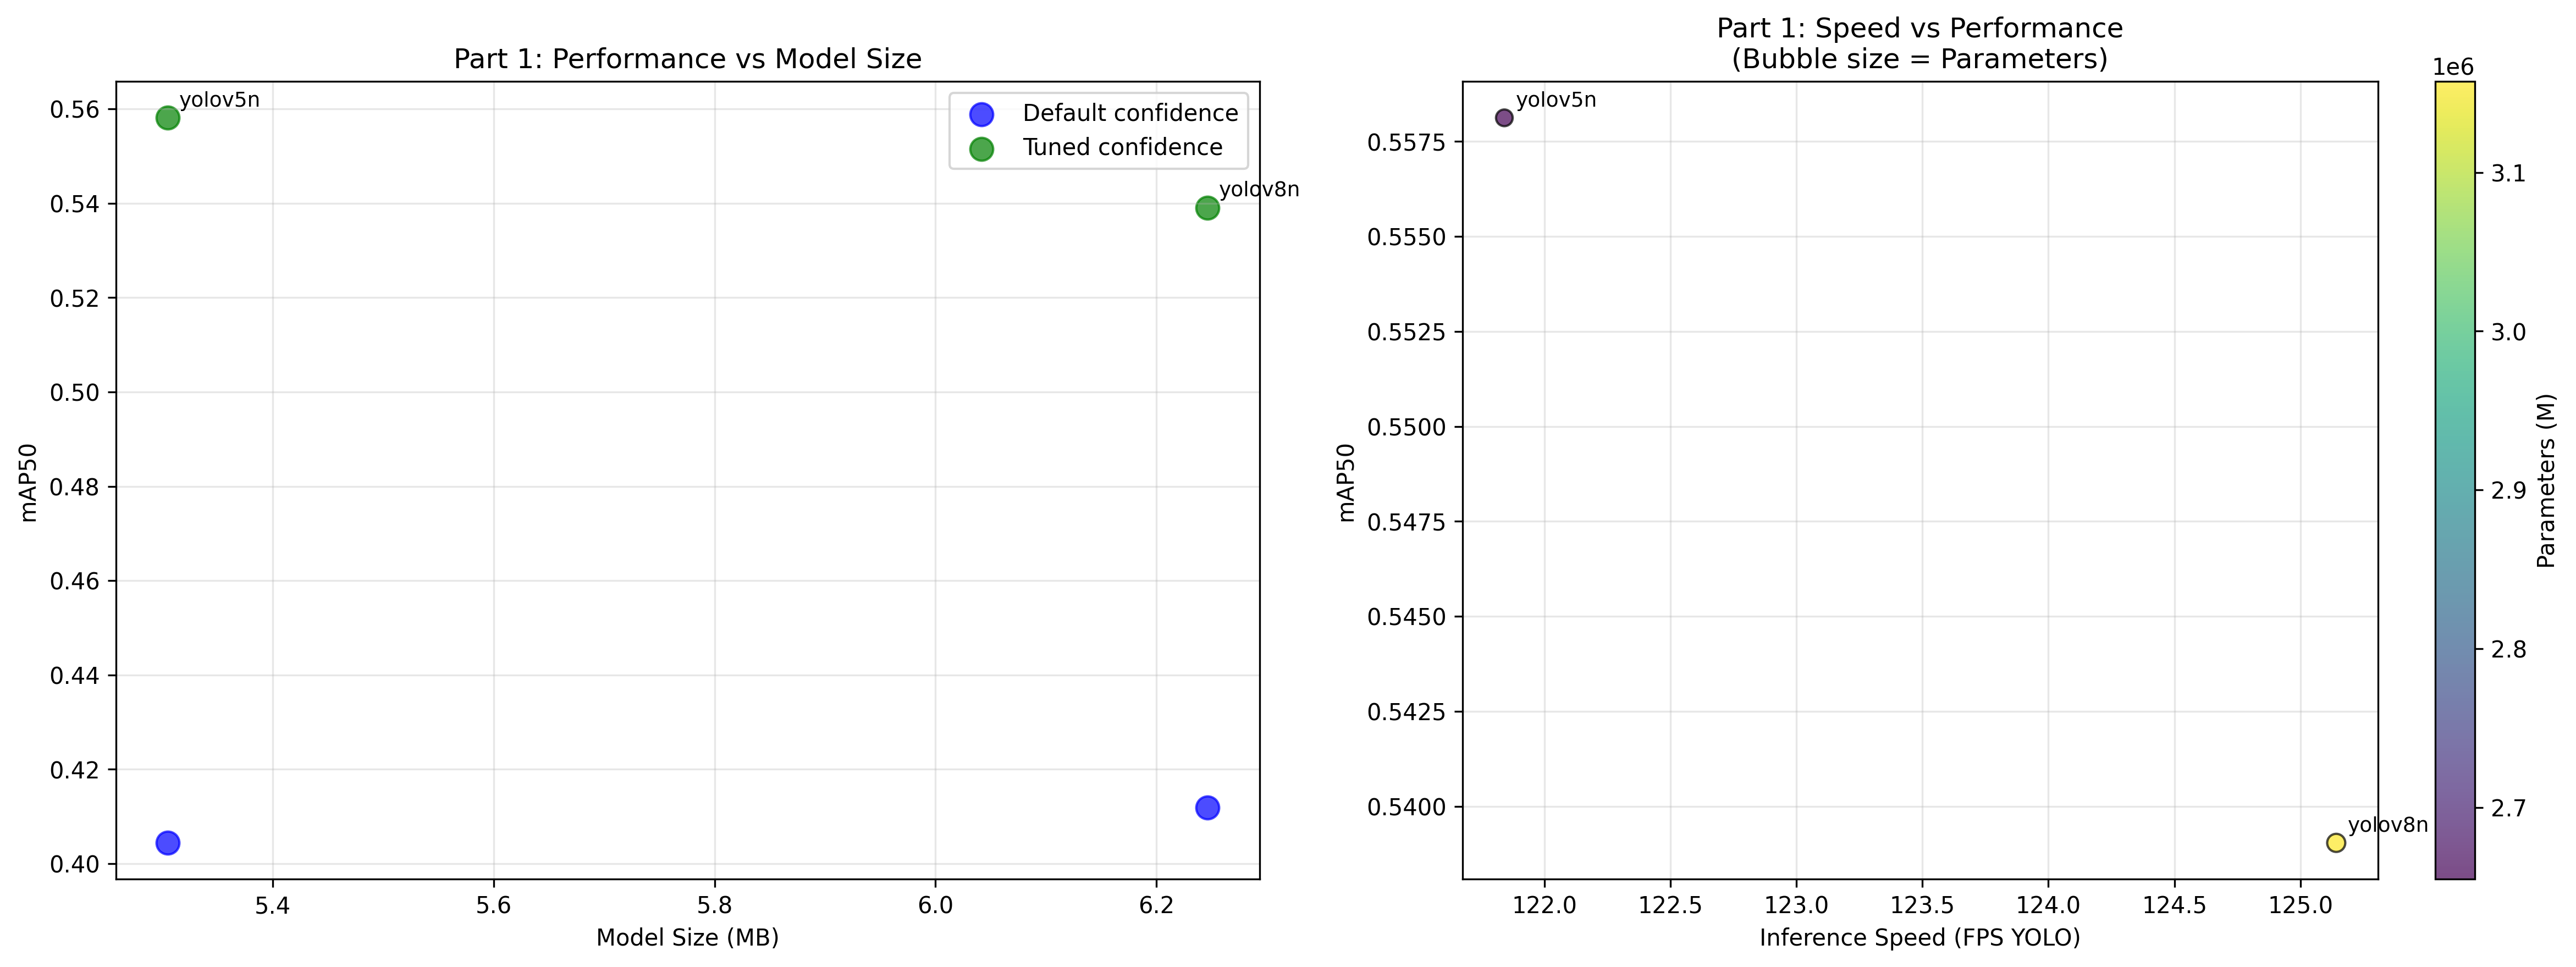 Part 1: Performance vs Model Size
yolov5n
Default confidence
Tuned confidence
yolov8n
0.56
0.54
0.52
0.50
0.48
0.46
0.44
0.42
0.40
mAP50
5.4
5.6
5.8
6.0
6.2
Model Size (MB)
Part 1: Speed vs Performance
(Bubble size = Parameters)
yolov5n
yolov8n
0.5575
0.5550
0.5525
0.5500
0.5475
0.5450
0.5425
0.5400
mAP50
122.0
122.5
123.0
123.5
124.0
124.5
125.0
Inference Speed (FPS YOLO)
1e6
3.1
3.0
2.9
2.8
2.7
Parameters (M)